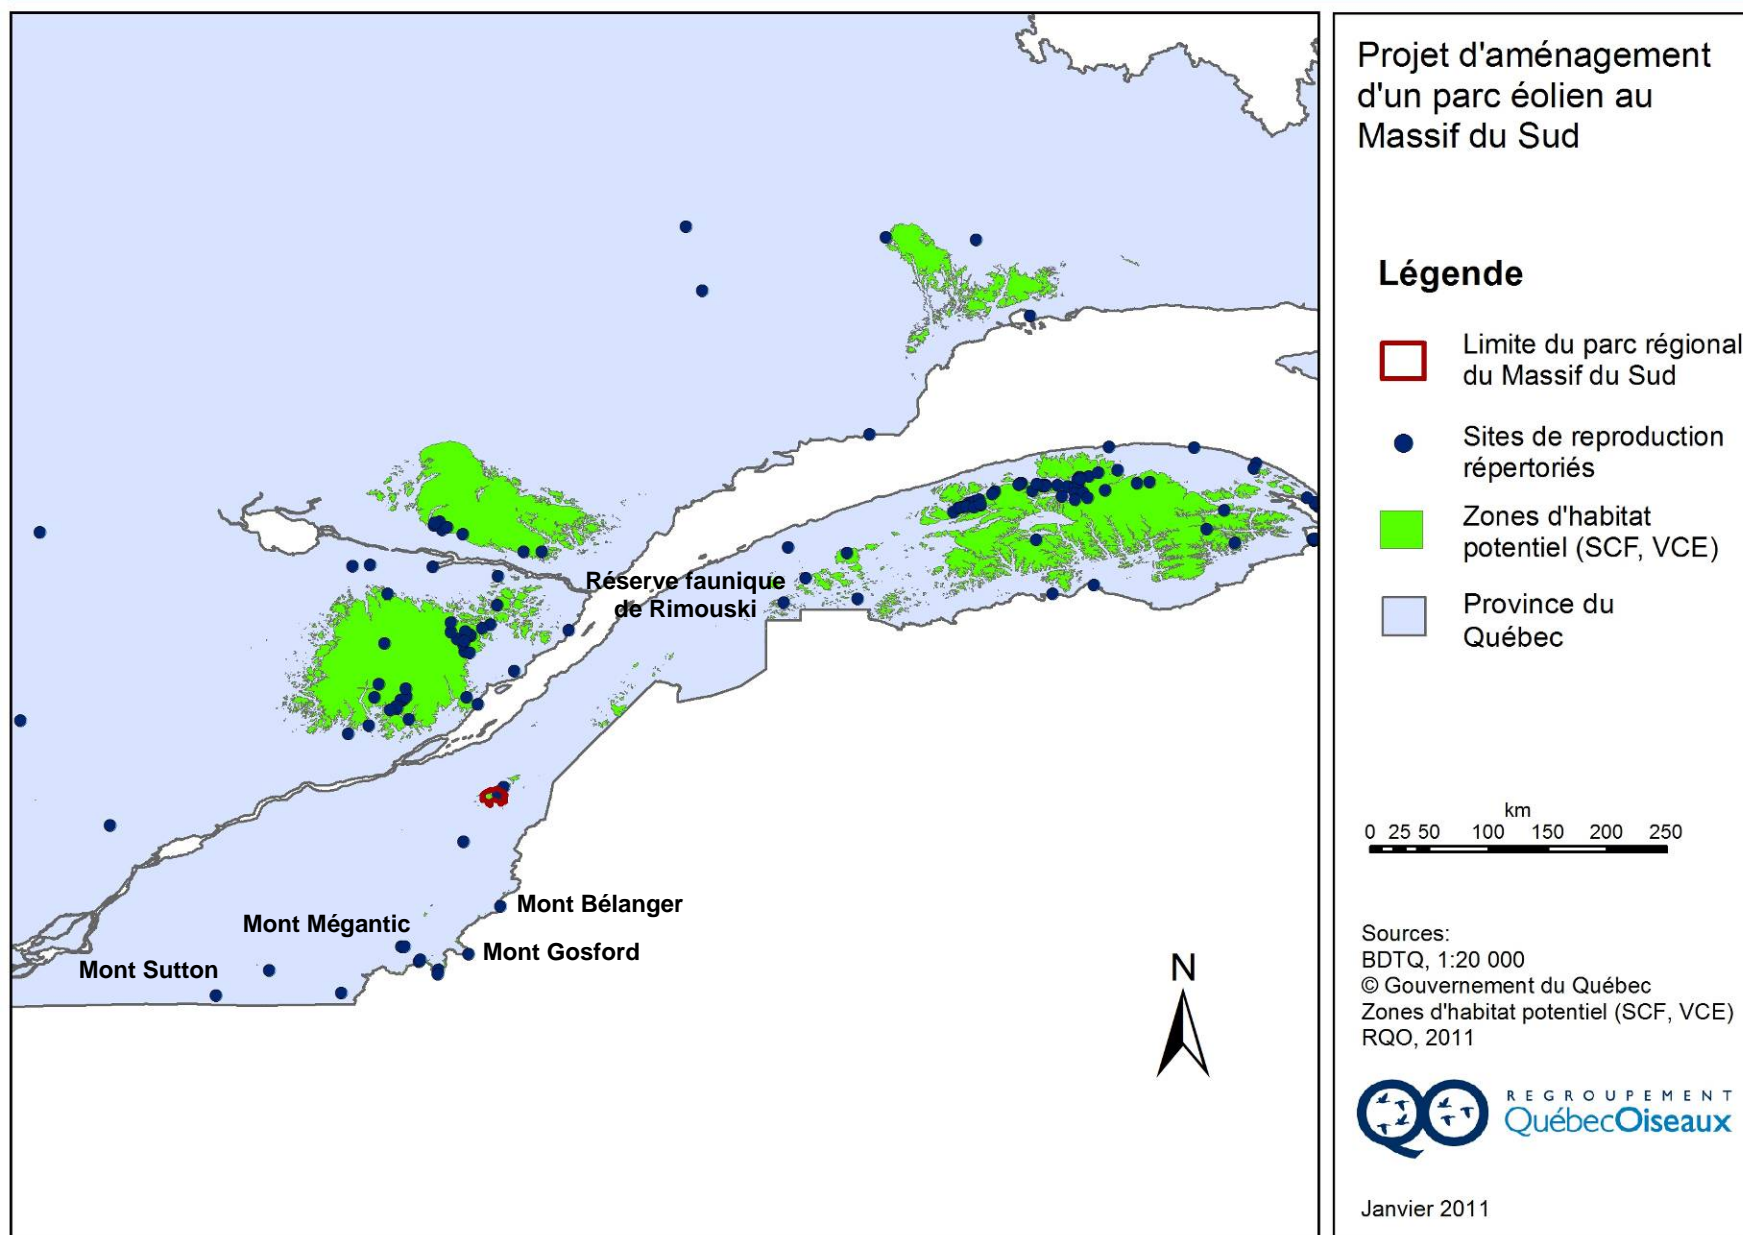 Projet d'aménagement
d'un parc éolien au
Massif du Sud
Légende
Limite du parc régional
du Massif du Sud
Sites de reproduction
répertoriés
Zones d'habitat
potentiel (SCF, VCE)
Province du
Québec
km
0 25 50 100 150 200 250
Sources:
BDTQ, 1:20 000
© Gouvernement du Québec
Zones d'habitat potentiel (SCF, VCE)
RQO, 2011
REGROUPEMENT
QuébecOiseaux
Janvier 2011
Réserve faunique
de Rimouski
Mont Bélanger
Mont Mégantic
Mont Gosford
Mont Sutton
N